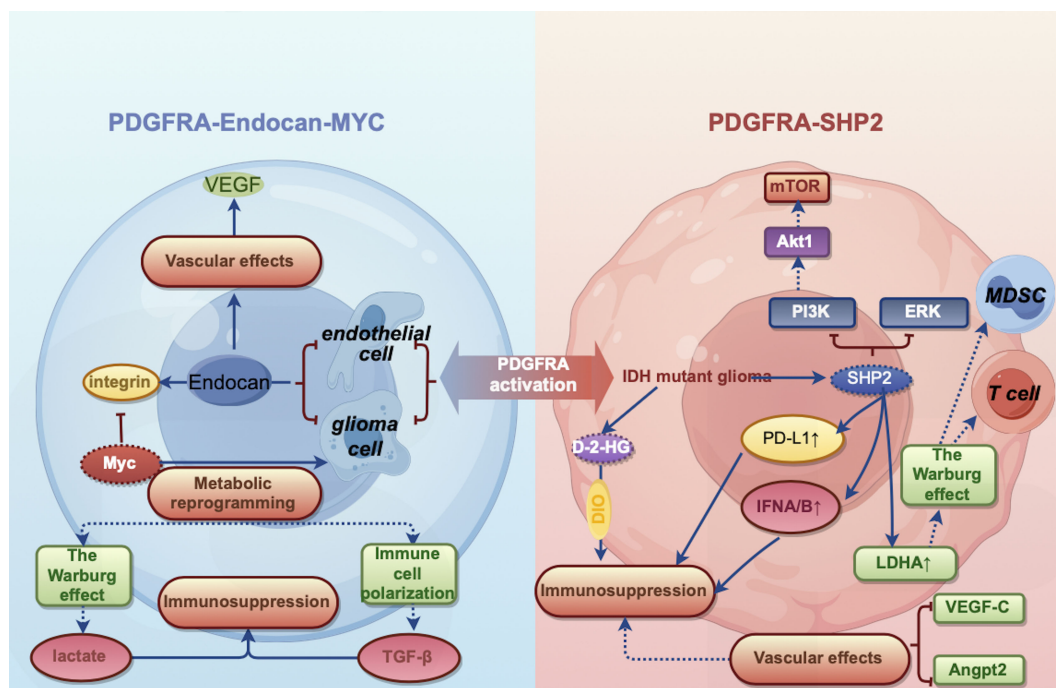 PDGFRA-Endocan-MYC
VEGF
Vascular effects
endothelial
cell
integrin
Endocan
glioma
cell
Myc
Metabolic
reprogramming
The
Warburg
effect
Immune
cell
polarization
Immunosuppression
lactate
TGF-β
PDGFRA
activation
PDGFRA-SHP2
mTOR
Akt1
PI3K
ERK
MDSC
IDH mutant glioma
SHP2
T cell
D-2-HG
PD-L1↑
The
Warburg
effect
DIO
IFNA/B↑
LDHA↑
Immunosuppression
VEGF-C
Vascular effects
Angpt2